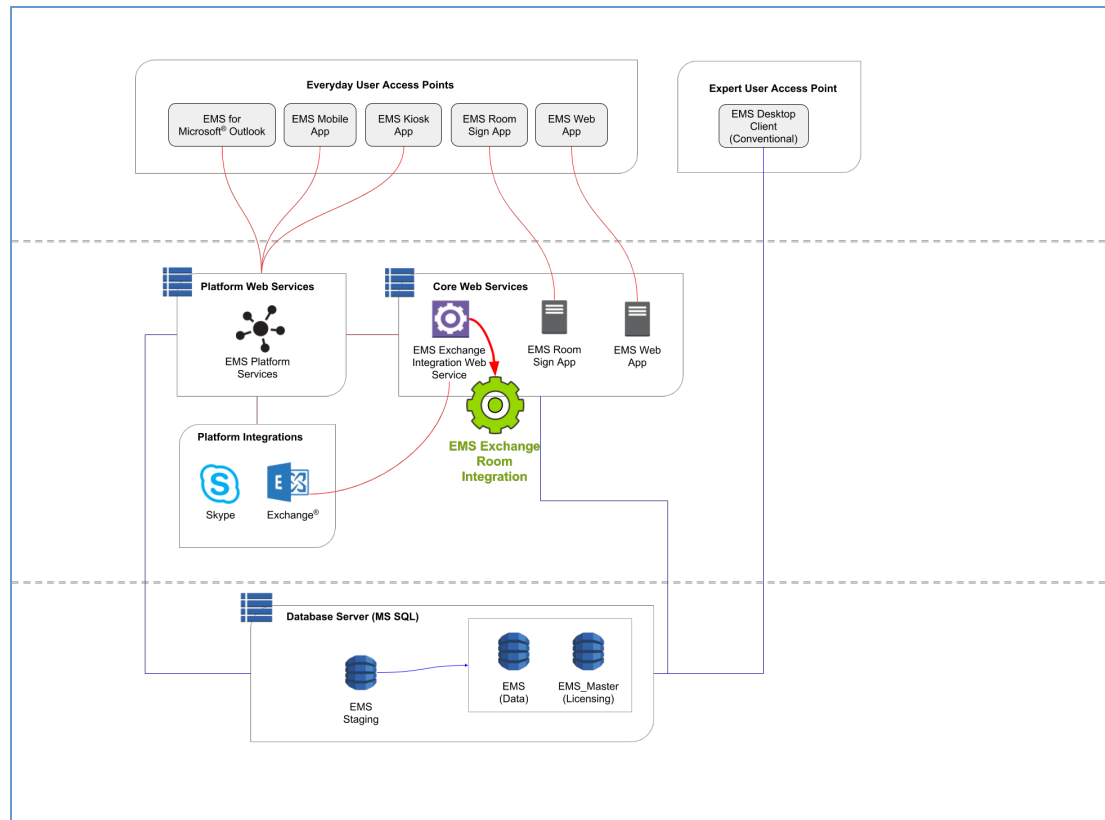 Everyday User Access Points
EMS for
Microsoft® Outlook
EMS Mobile
App
EMS Kiosk
App
EMS Room
Sign App
EMS Web
App
Expert User Access Point
EMS Desktop
Client
(Conventional)
Platform Web Services
EMS Platform
Services
Core Web Services
EMS Exchange
Integration Web
Service
EMS Room
Sign App
EMS Web
App
EMS Exchange
Room
Integration
Platform Integrations
S
Skype
E
Exchange®
Database Server (MS SQL)
EMS
Staging
EMS
(Data)
EMS_Master
(Licensing)